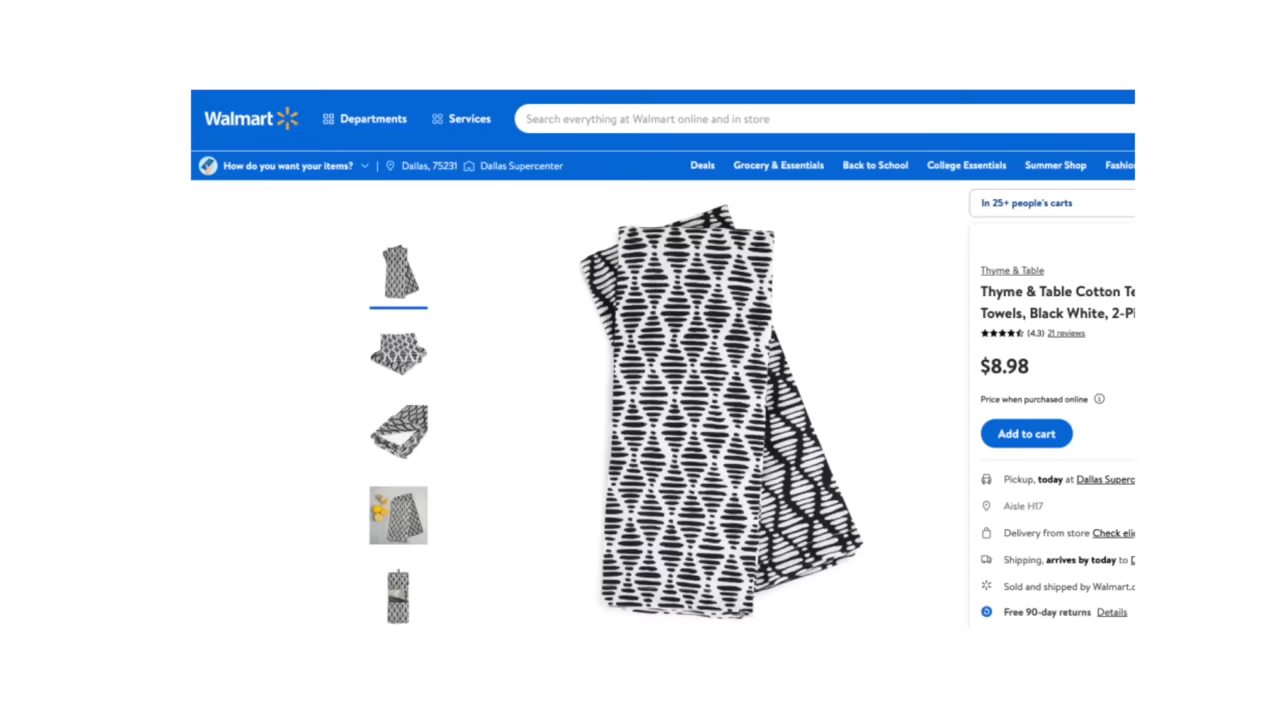 Walmart Departments Services Search everything at Walmart online and in store
How do you want your items? | Dallas, 75231 Dallas Supercenter Deals Grocery & Essentials Back to School College Essentials Summer Shop Fashio
In 25+ people's carts
Thyme & Table
Thyme & Table Cotton Te
Towels, Black White, 2-Pi
(4.3) 21 reviews
$8.98
Price when purchased online
Add to cart
Pickup, today at Dallas Superc
Aisle H17
Delivery from store Check eli
Shipping, arrives by today to D
Sold and shipped by Walmart.c
Free 90-day returns Details